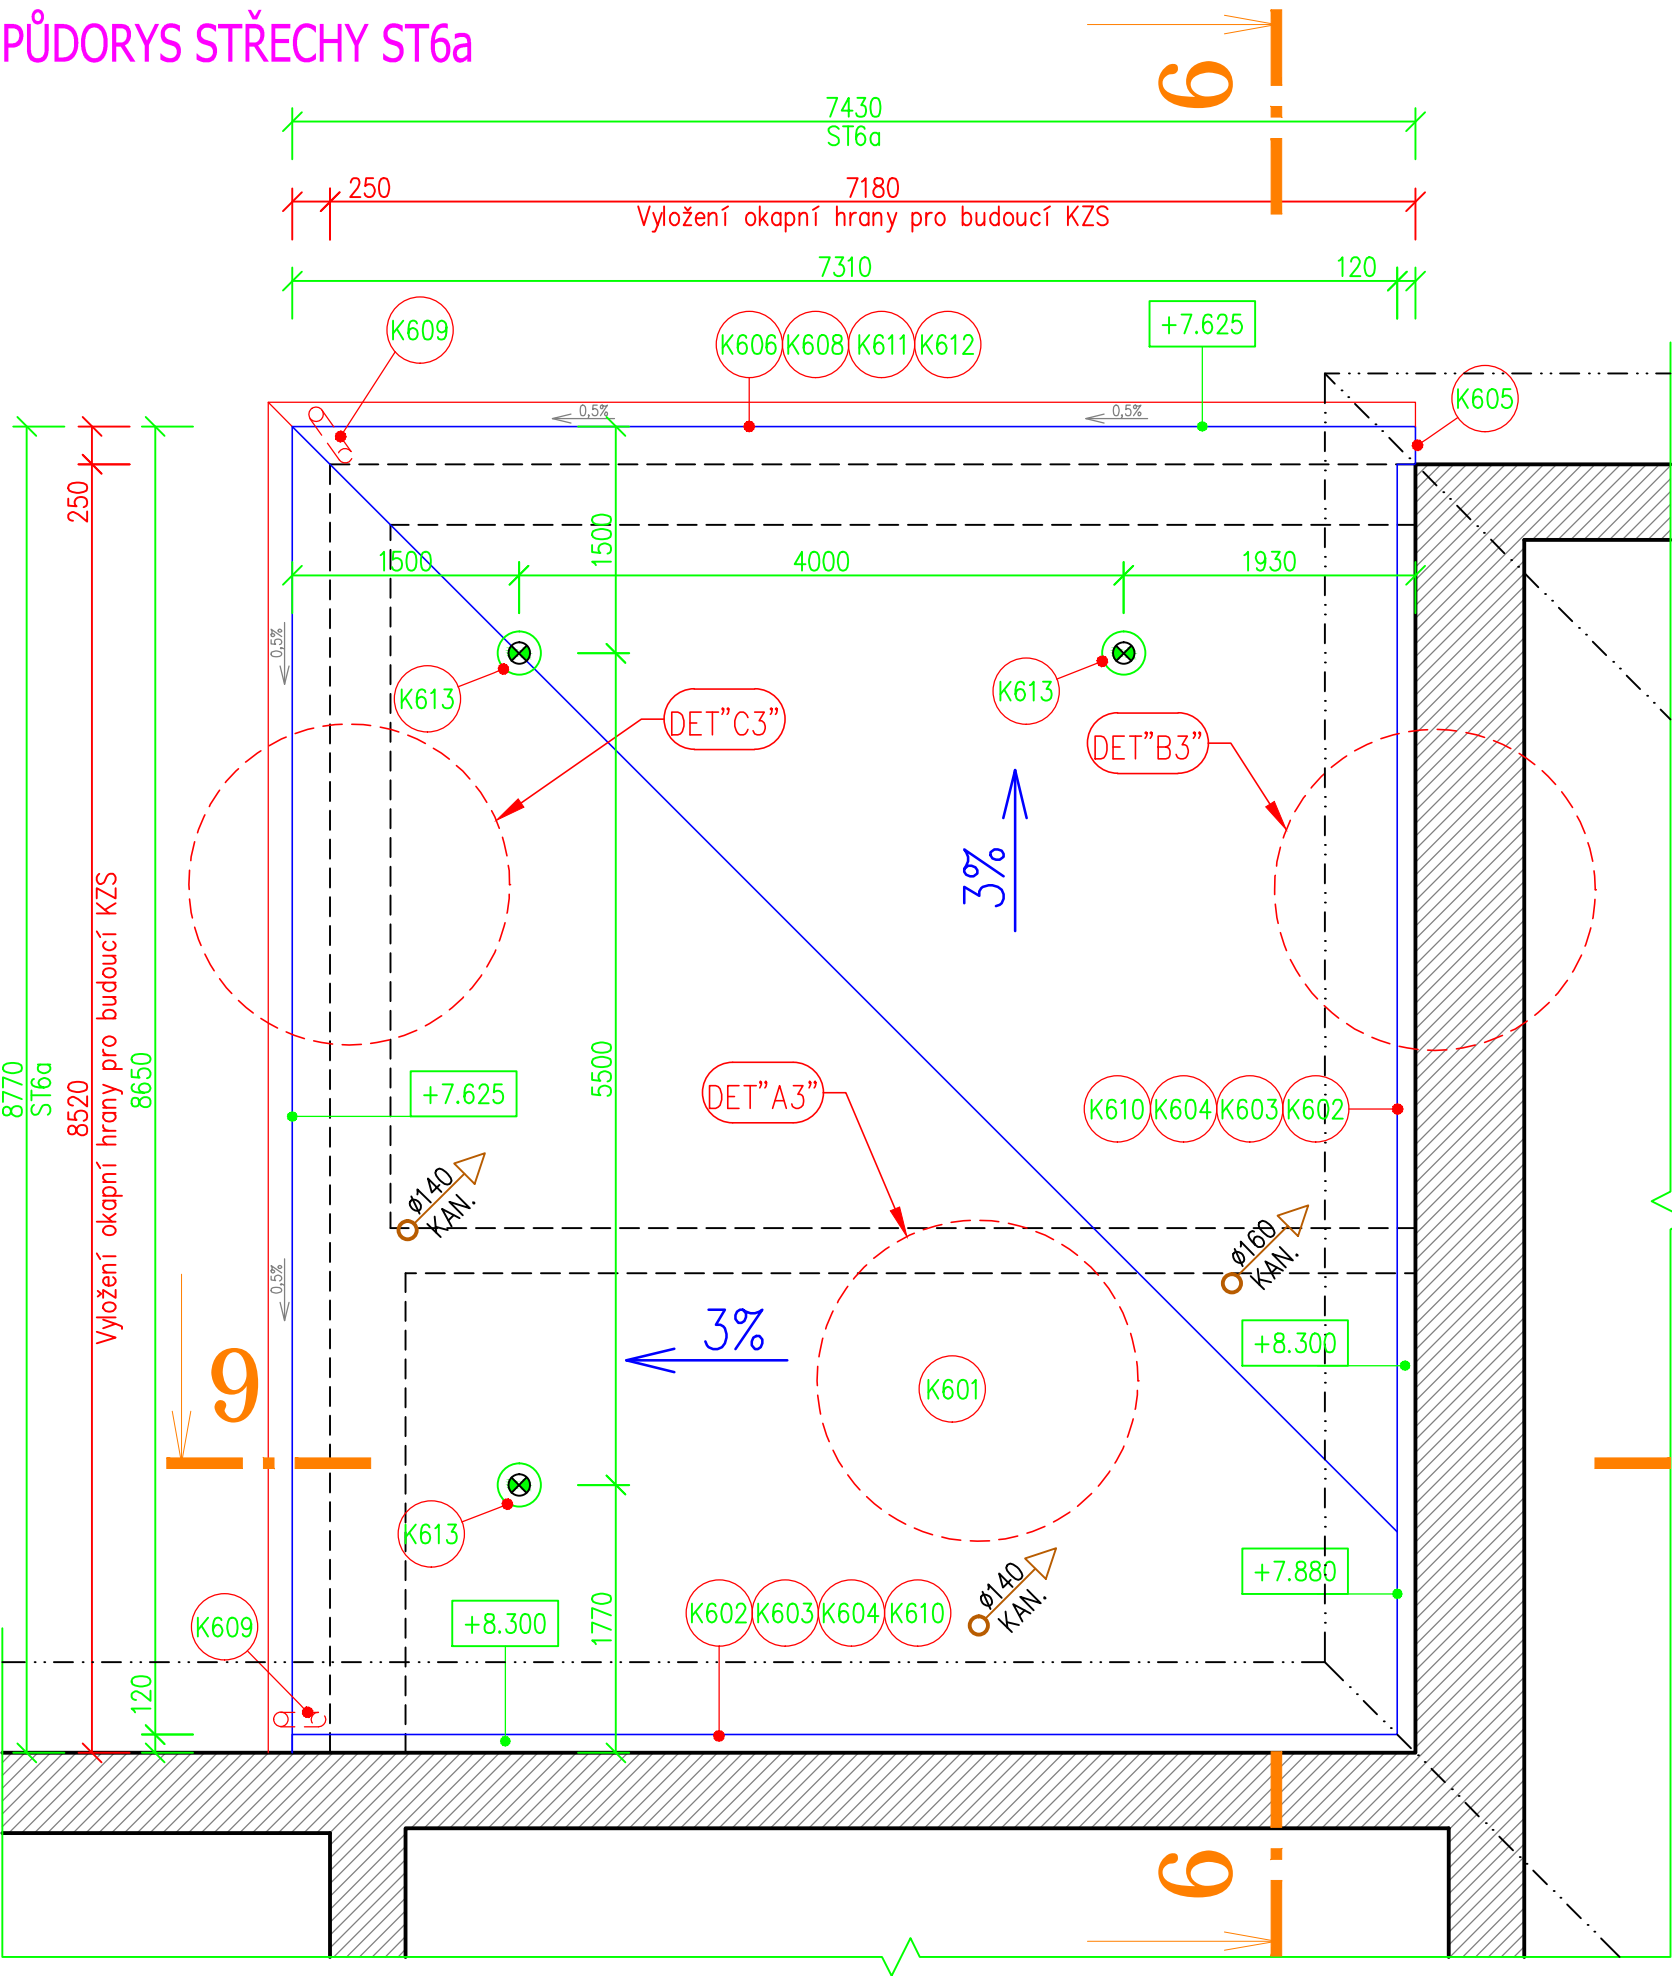 PŮDORYS STŘECHY ST6a
6
7430
ST6a
250
7180
Vyložení okapní hrany pro budoucí KZS
7310
120
K609
K606
K608
K611
K612
+7.625
K605
0,5%
0,5%
250
1500
1500
4000
1930
0,5%
K613
K613
DET"C3"
DET"B3"
3%
8770
ST6a
8520
Vyložení okapní hrany pro budoucí KZS
8650
5500
+7.625
DET"A3"
K610
K604
K603
K602
ø140
KAN.
ø160
KAN.
0,5%
3%
+8.300
6
K601
K613
ø140
KAN.
+7.880
K609
+8.300
K602
K603
K604
K610
1770
120
6